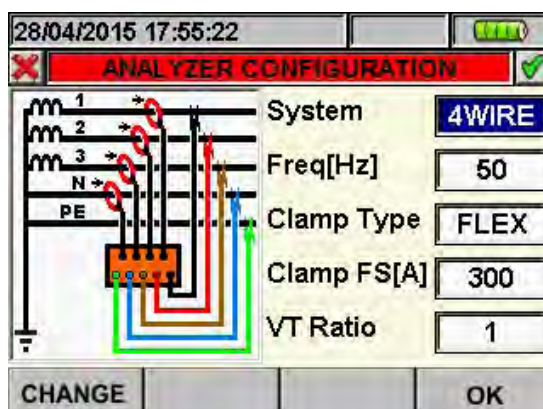 28/04/2015 17:55:22
ANALYZER CONFIGURATION
1
2
3
N
PE
System 4WIRE
Freq[Hz] 50
Clamp Type FLEX
Clamp FS[A] 300
VT Ratio 1
CHANGE OK